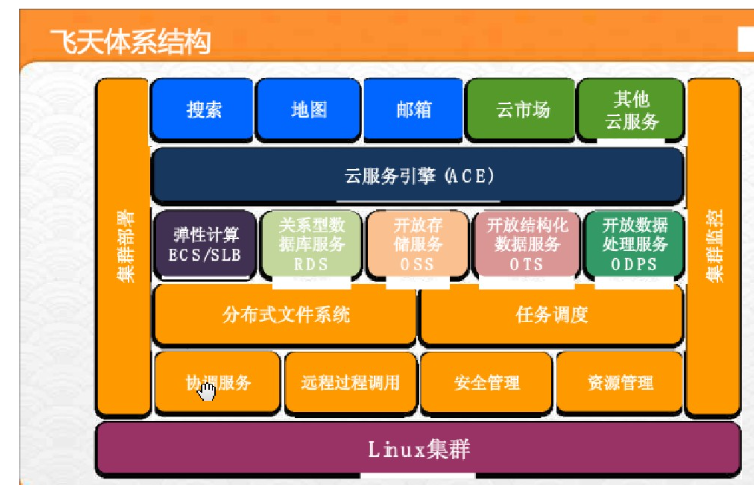 飞天体系结构
搜索
地图
邮箱
云市场
其他
云服务
云服务引擎 (ACE)
集群部署
弹性计算
ECS/SLB
关系型数
据库服务
RDS
开放存
储服务
OSS
开放结构化
数据服务
OTS
开放数据
处理服务
ODPS
集群监控
分布式文件系统
任务调度
协调服务
远程过程调用
安全管理
资源管理
Linux集群